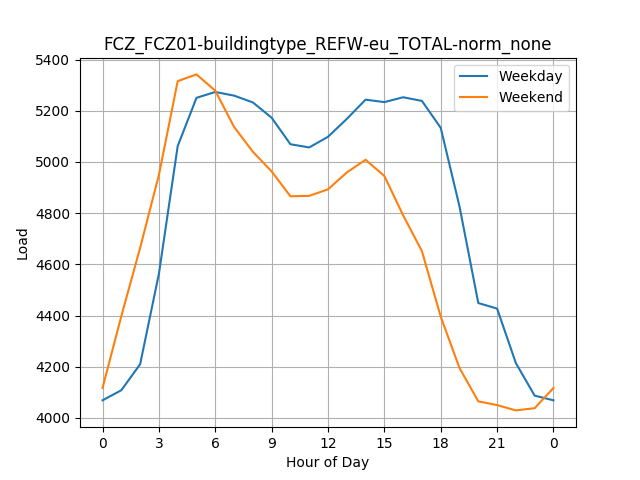 FCZ_FCZ01-buildingtype_REFW-eu_TOTAL-norm_none
Weekday
Weekend
5400
5200
5000
4800
4600
4400
4200
4000
Load
0 3 6 9 12 15 18 21 0
Hour of Day